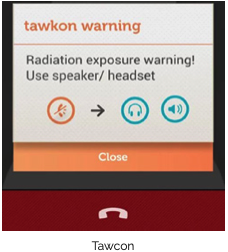 tawkon warning
Radiation exposure warning!
Use speaker/ headset
Close
Tawcon